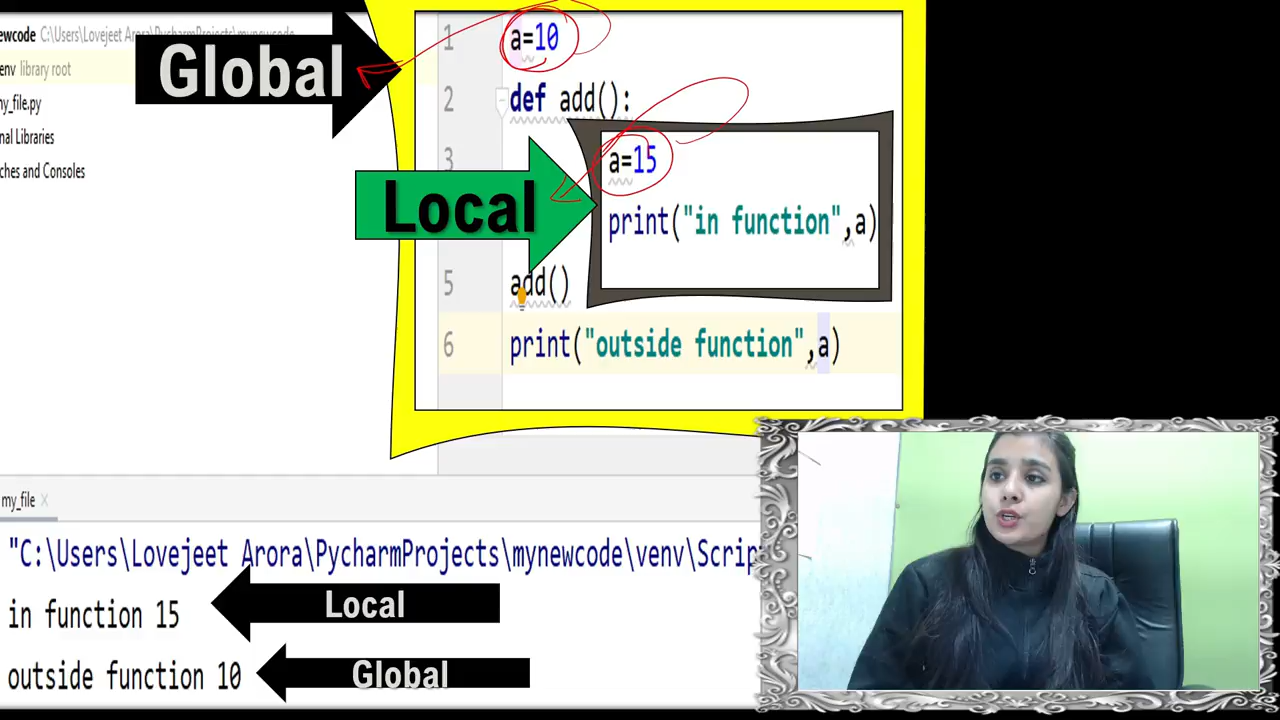 ewcode C:\Users\Lovejeet Arora\PycharmProjects\mynewcode
env library root
my_file.py
nal Libraries
ches and Consoles
Global
Local
1 a=10
2 def add():
3 a=15
print("in function",a)
5 add()
6 print("outside function",a)
my_file
"C:\Users\Lovejeet Arora\PycharmProjects\mynewcode\venv\Scrip
in function 15
Local
outside function 10
Global